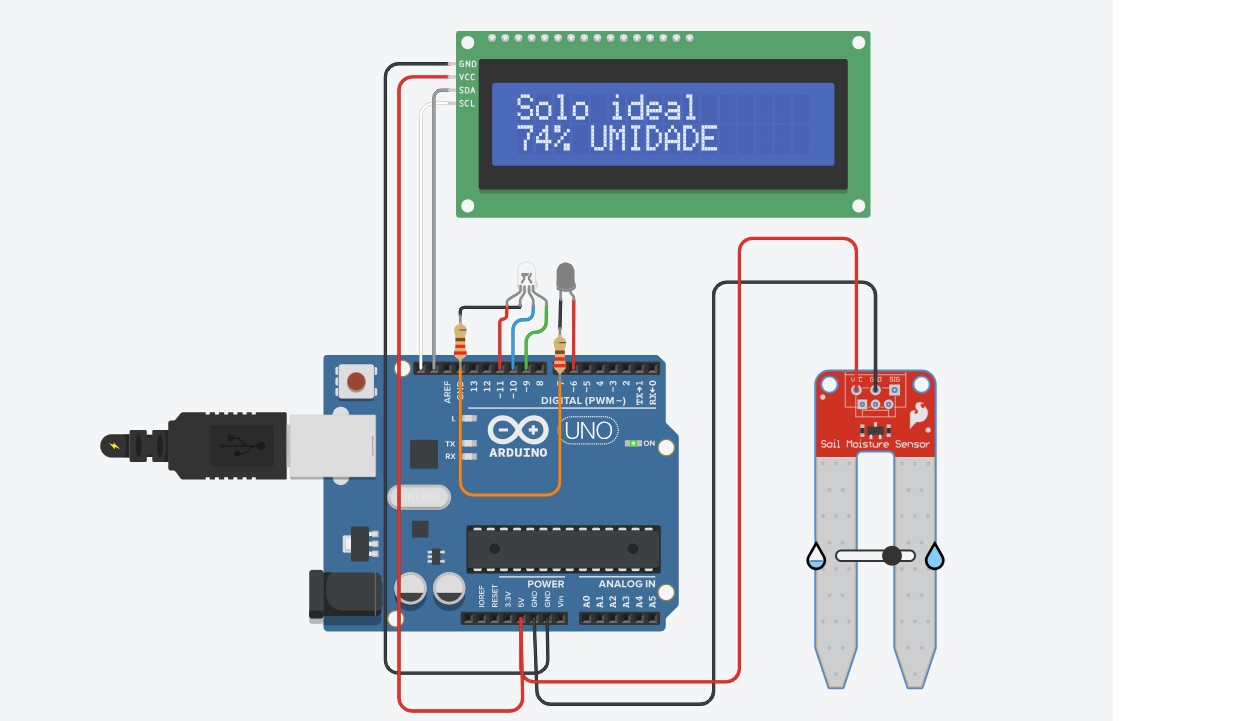 GND
VCC
SDA
SCL
Solo ideal
74% UMIDADE
AREF
GND
13
12
~11
~10
~9
8
~6
~5
4
~3
2
TX→1
RX←0
DIGITAL (PWM~)
L
TX
RX
UNO
ON
ARDUINO
POWER
ANALOG IN
IOREF
RESET
3.3V
5V
GND
GND
Vin
A0
A1
A2
A3
A4
A5
VCC
GND
SIG
Soil Moisture Sensor